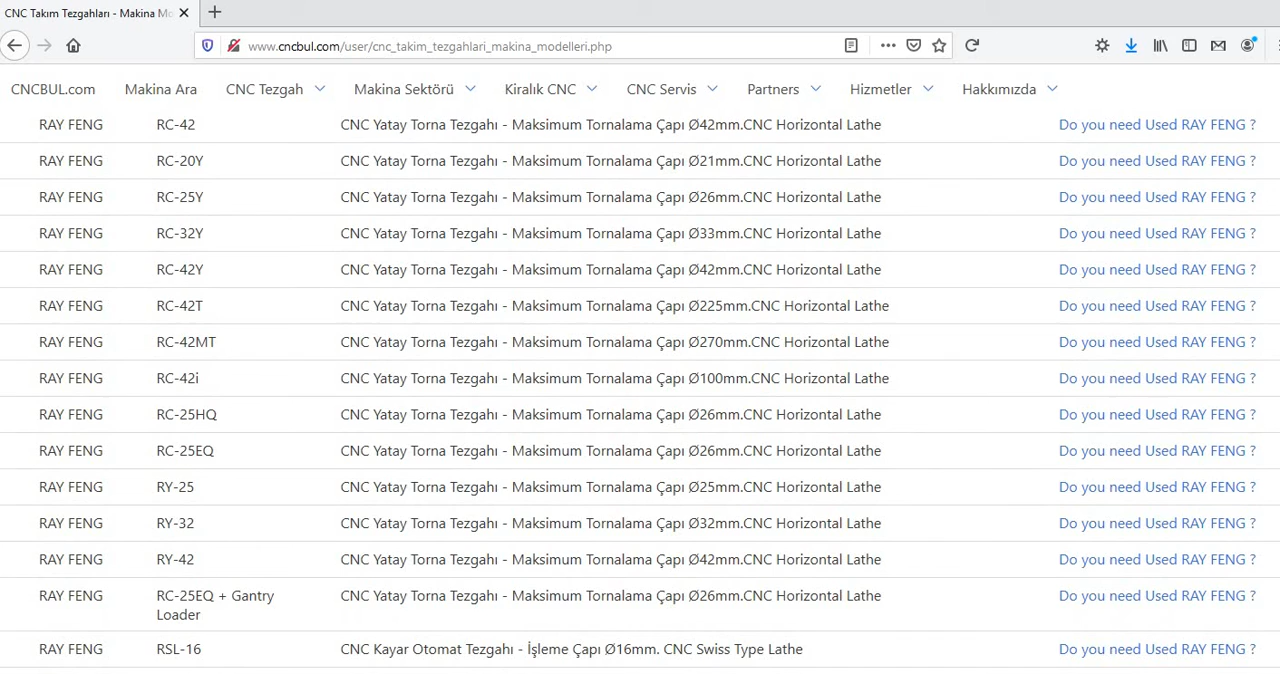 CNC Takım Tezgahları - Makina Mo
www.cncbul.com/user/cnc_takim_tezgahlari_makina_modelleri.php
CNCBUL.com Makina Ara CNC Tezgah Makina Sektörü Kiralık CNC CNC Servis Partners Hizmetler Hakkımızda
RAY FENG RC-42 CNC Yatay Torna Tezgahı - Maksimum Tornalama Çapı Ø42mm.CNC Horizontal Lathe Do you need Used RAY FENG ?
RAY FENG RC-20Y CNC Yatay Torna Tezgahı - Maksimum Tornalama Çapı Ø21mm.CNC Horizontal Lathe Do you need Used RAY FENG ?
RAY FENG RC-25Y CNC Yatay Torna Tezgahı - Maksimum Tornalama Çapı Ø26mm.CNC Horizontal Lathe Do you need Used RAY FENG ?
RAY FENG RC-32Y CNC Yatay Torna Tezgahı - Maksimum Tornalama Çapı Ø33mm.CNC Horizontal Lathe Do you need Used RAY FENG ?
RAY FENG RC-42Y CNC Yatay Torna Tezgahı - Maksimum Tornalama Çapı Ø42mm.CNC Horizontal Lathe Do you need Used RAY FENG ?
RAY FENG RC-42T CNC Yatay Torna Tezgahı - Maksimum Tornalama Çapı Ø225mm.CNC Horizontal Lathe Do you need Used RAY FENG ?
RAY FENG RC-42MT CNC Yatay Torna Tezgahı - Maksimum Tornalama Çapı Ø270mm.CNC Horizontal Lathe Do you need Used RAY FENG ?
RAY FENG RC-42i CNC Yatay Torna Tezgahı - Maksimum Tornalama Çapı Ø100mm.CNC Horizontal Lathe Do you need Used RAY FENG ?
RAY FENG RC-25HQ CNC Yatay Torna Tezgahı - Maksimum Tornalama Çapı Ø26mm.CNC Horizontal Lathe Do you need Used RAY FENG ?
RAY FENG RC-25EQ CNC Yatay Torna Tezgahı - Maksimum Tornalama Çapı Ø26mm.CNC Horizontal Lathe Do you need Used RAY FENG ?
RAY FENG RY-25 CNC Yatay Torna Tezgahı - Maksimum Tornalama Çapı Ø25mm.CNC Horizontal Lathe Do you need Used RAY FENG ?
RAY FENG RY-32 CNC Yatay Torna Tezgahı - Maksimum Tornalama Çapı Ø32mm.CNC Horizontal Lathe Do you need Used RAY FENG ?
RAY FENG RY-42 CNC Yatay Torna Tezgahı - Maksimum Tornalama Çapı Ø42mm.CNC Horizontal Lathe Do you need Used RAY FENG ?
RAY FENG RC-25EQ + Gantry CNC Yatay Torna Tezgahı - Maksimum Tornalama Çapı Ø26mm.CNC Horizontal Lathe Do you need Used RAY FENG ?
Loader
RAY FENG RSL-16 CNC Kayar Otomat Tezgahı - İşleme Çapı Ø16mm. CNC Swiss Type Lathe Do you need Used RAY FENG ?